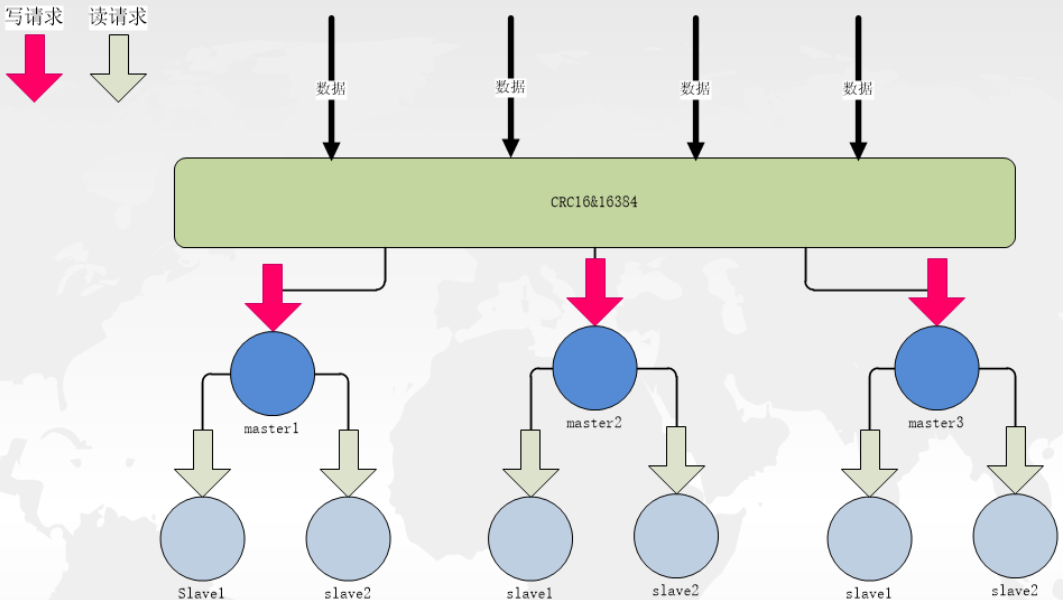 写请求
读请求
数据
数据
数据
数据
CRC16&16384
master1
master2
master3
Slave1
slave2
slave1
slave2
slave1
slave2